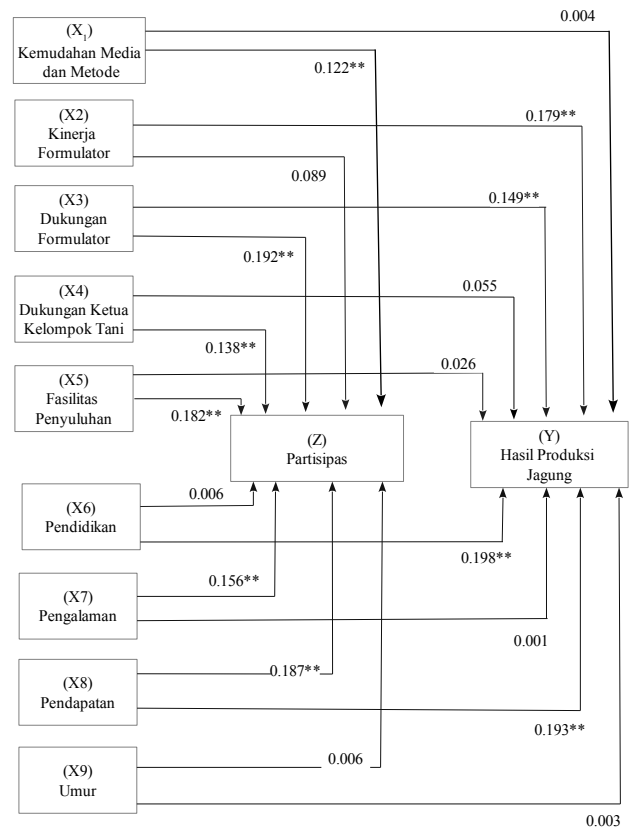 0.004
(X₁)
Kemudahan Media
dan Metode
0.122**
(X2)
Kinerja
Formulator
0.179**
0.089
(X3)
Dukungan
Formulator
0.149**
0.192**
(X4)
Dukungan Ketua
Kelompok Tani
0.055
0.138**
(X5)
Fasilitas
Penyuluhan
0.026
0.182**
(Z)
Partisipas
(Y)
Hasil Produksi
Jagung
(X6)
Pendidikan
0.006
0.198**
(X7)
Pengalaman
0.156**
0.001
(X8)
Pendapatan
0.187**
0.193**
(X9)
Umur
0.006
0.003